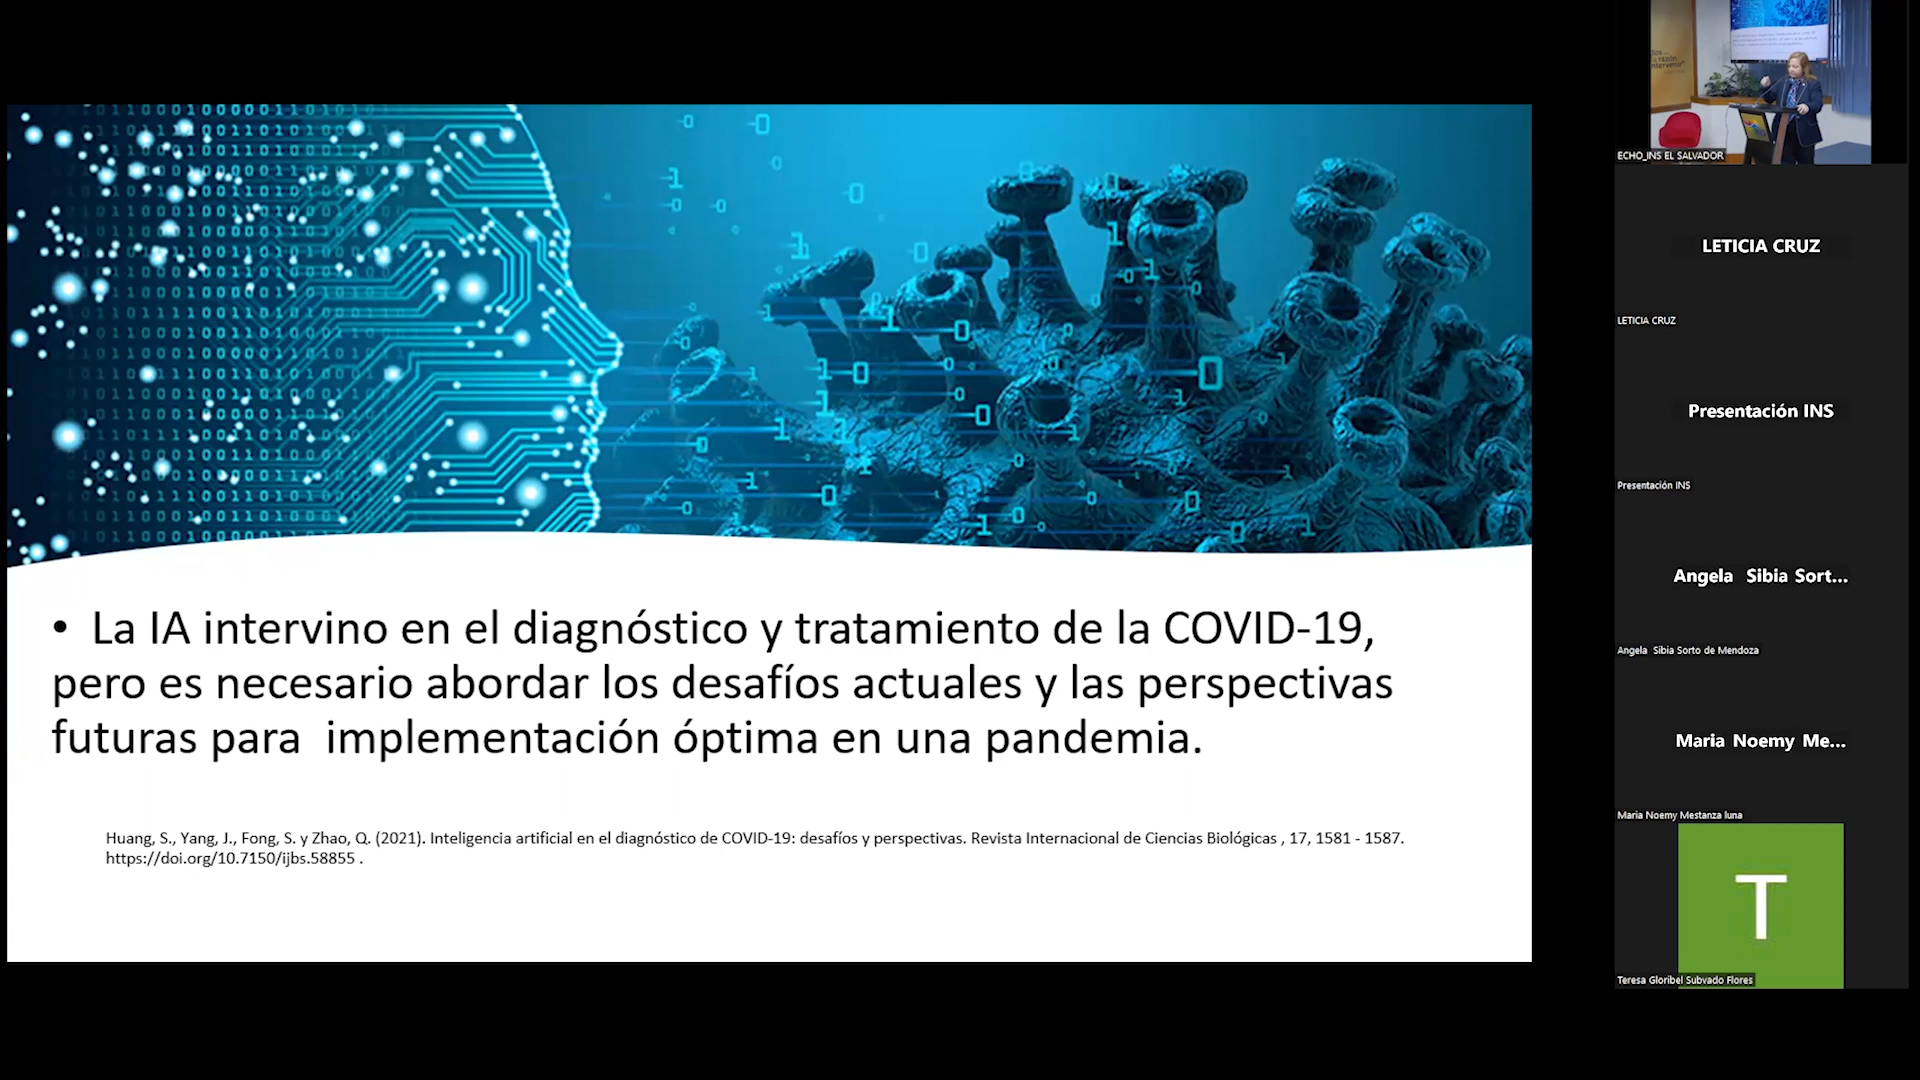 • La IA intervino en el diagnóstico y tratamiento de la COVID-19,
pero es necesario abordar los desafíos actuales y las perspectivas
futuras para implementación óptima en una pandemia.
Huang, S., Yang, J., Fong, S. y Zhao, Q. (2021). Inteligencia artificial en el diagnóstico de COVID-19: desafíos y perspectivas. Revista Internacional de Ciencias Biológicas , 17, 1581 - 1587.
https://doi.org/10.7150/ijbs.58855 .
ECHO_INS EL SALVADOR
LETICIA CRUZ
LETICIA CRUZ
Presentación INS
Presentación INS
Angela Sibia Sort...
Angela Sibia Sorto de Mendoza
Maria Noemy Me...
Maria Noemy Mestanza luna
T
Teresa Gloribel Subvado Flores